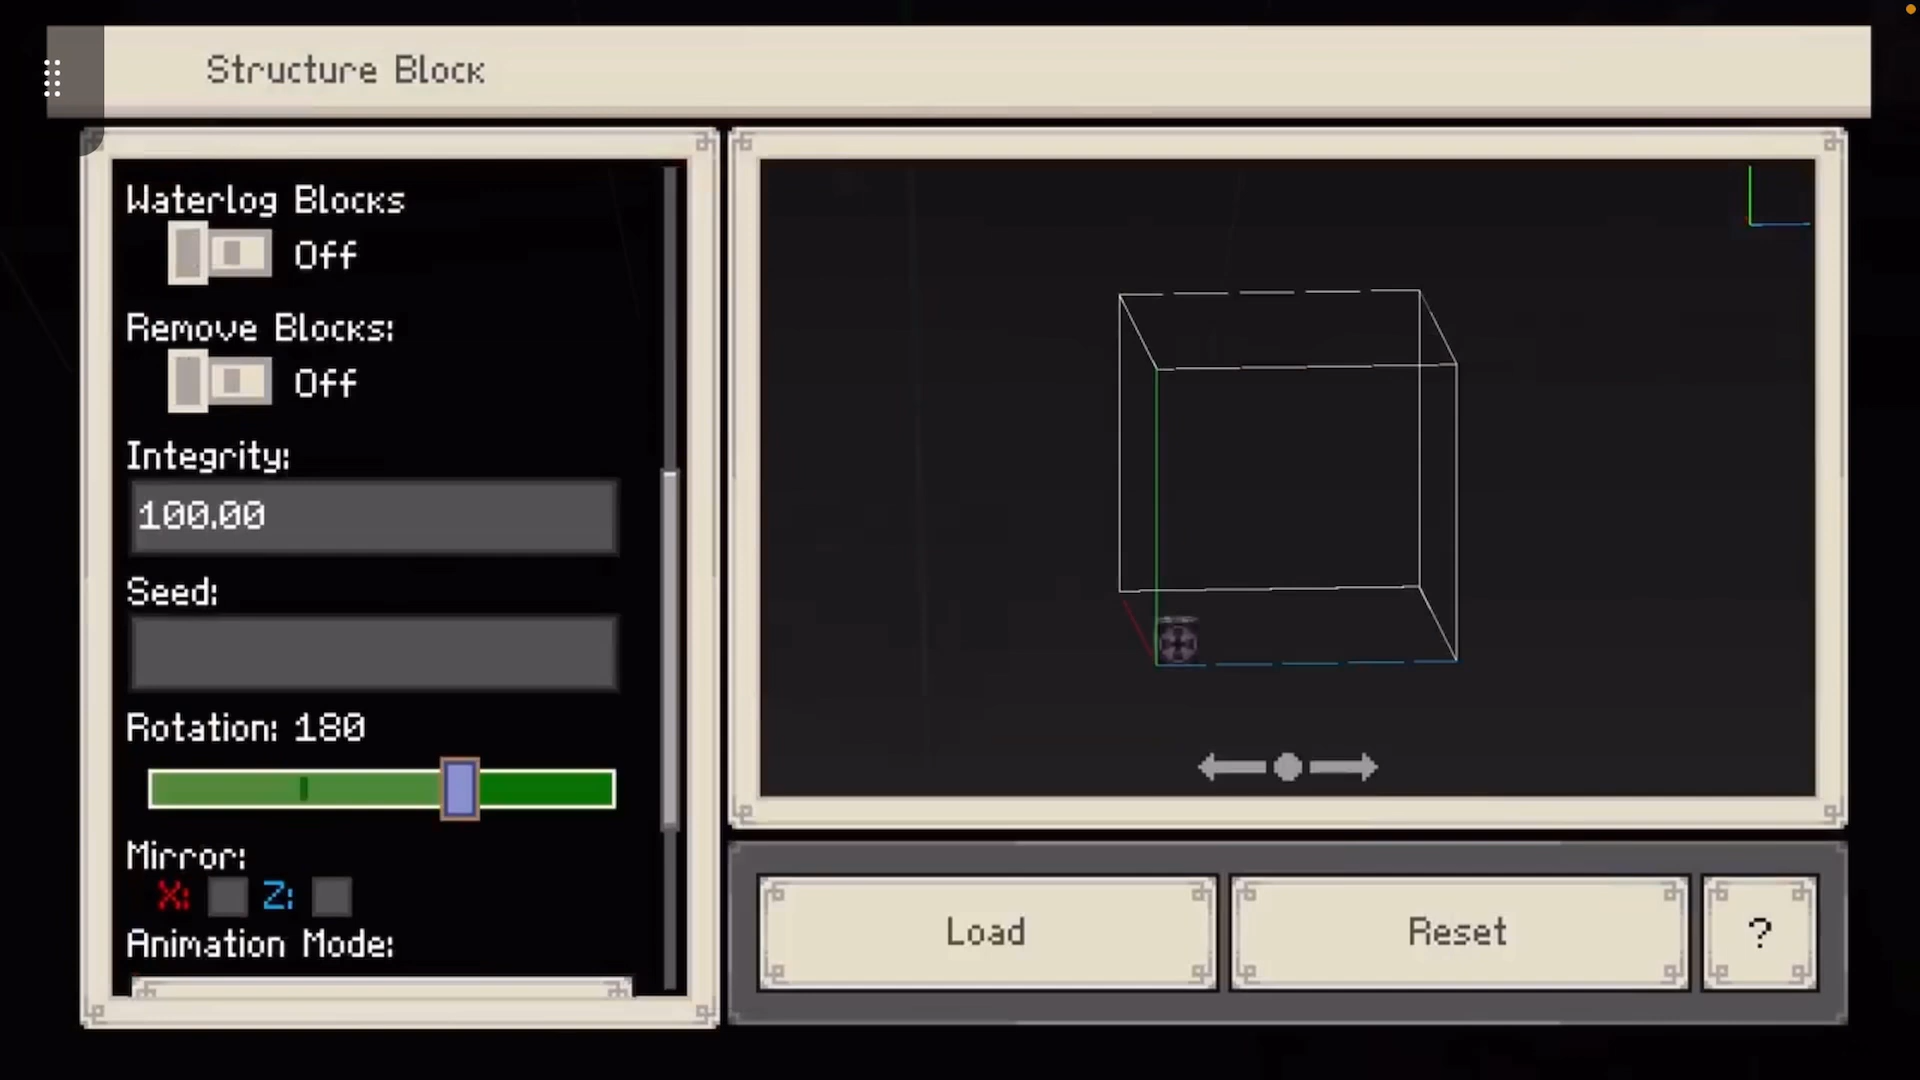 Structure Block
Waterlog Blocks
Off
Remove Blocks:
Off
Integrity:
100.00
Seed:
Rotation: 180
Mirror:
X: Z:
Animation Mode:
Load
Reset
?